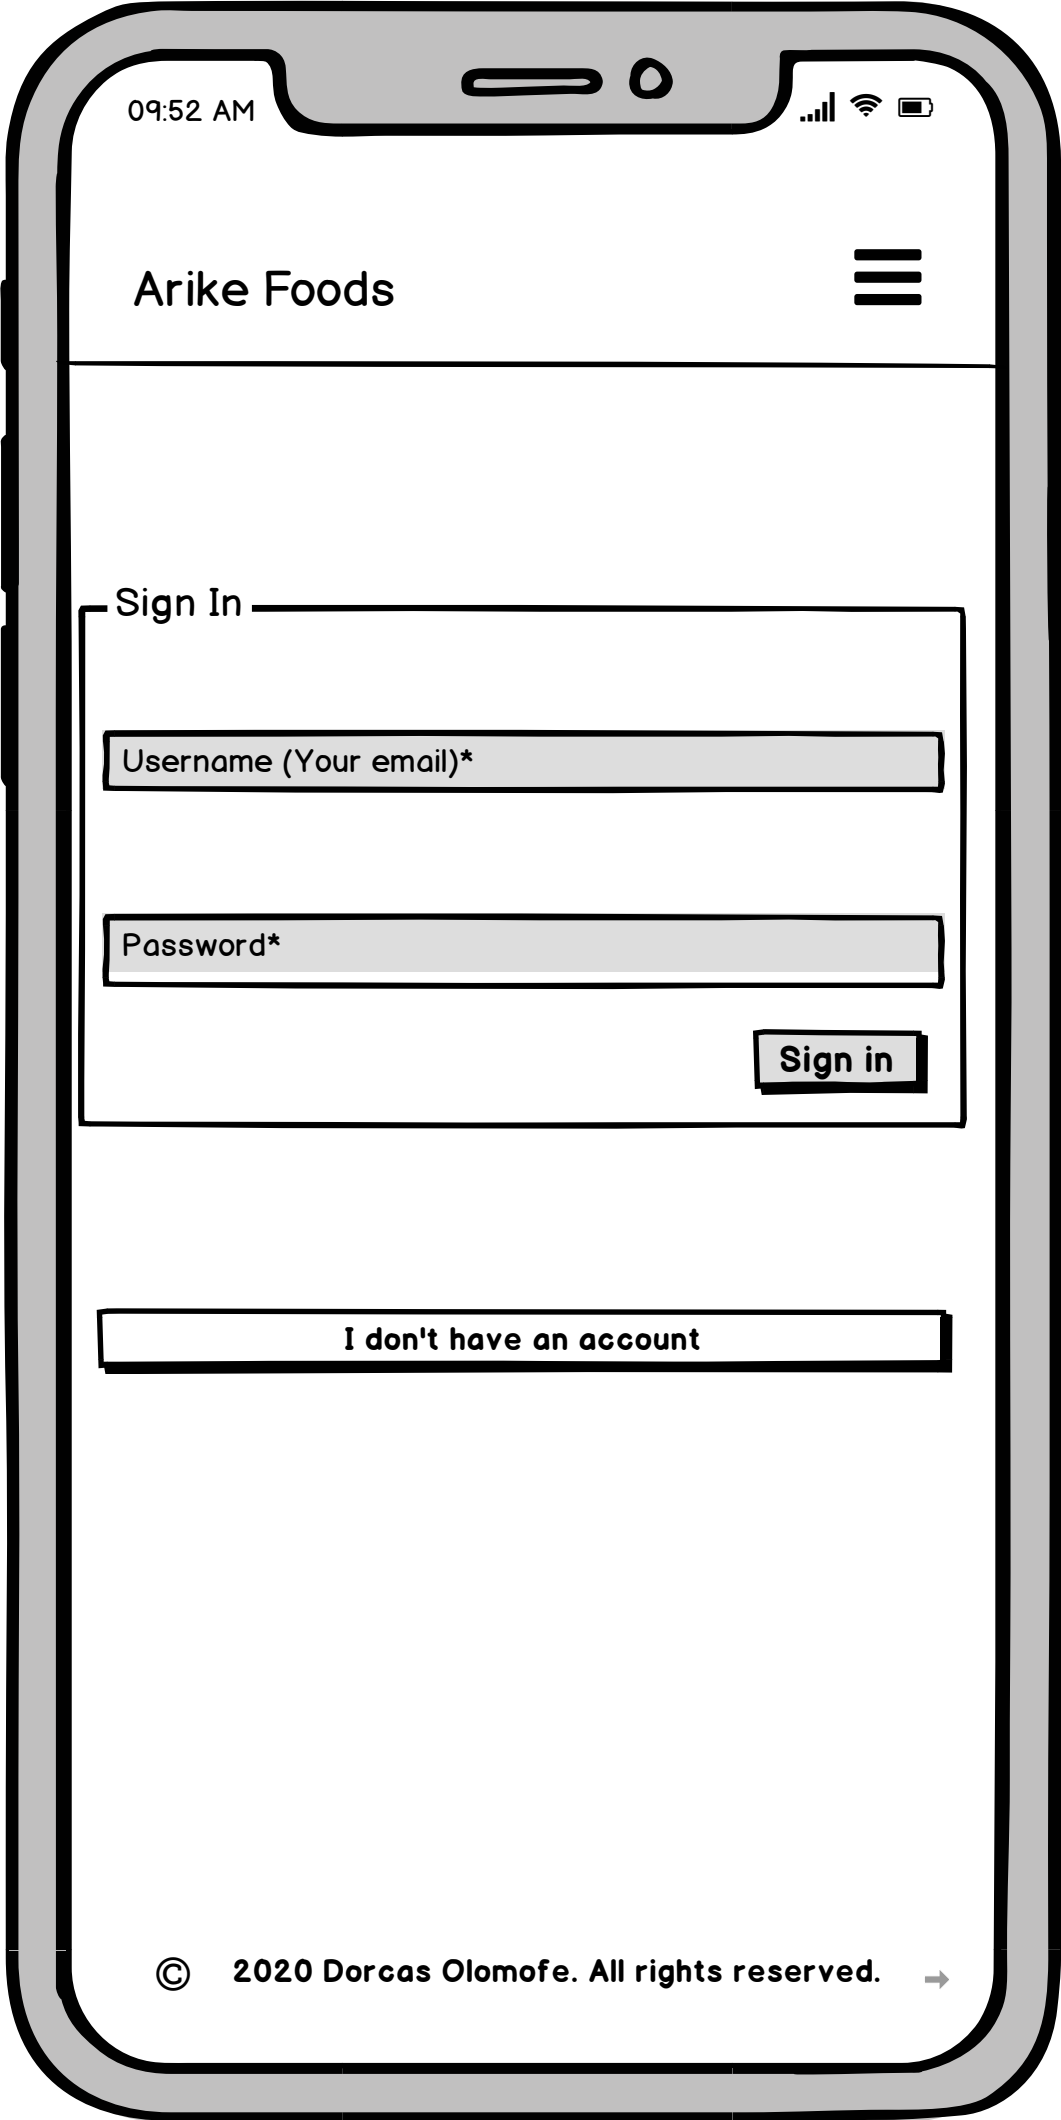 09:52 AM
Arike Foods
Sign In
Username (Your email)*
Password*
Sign in
I don't have an account
© 2020 Dorcas Olomofe. All rights reserved.